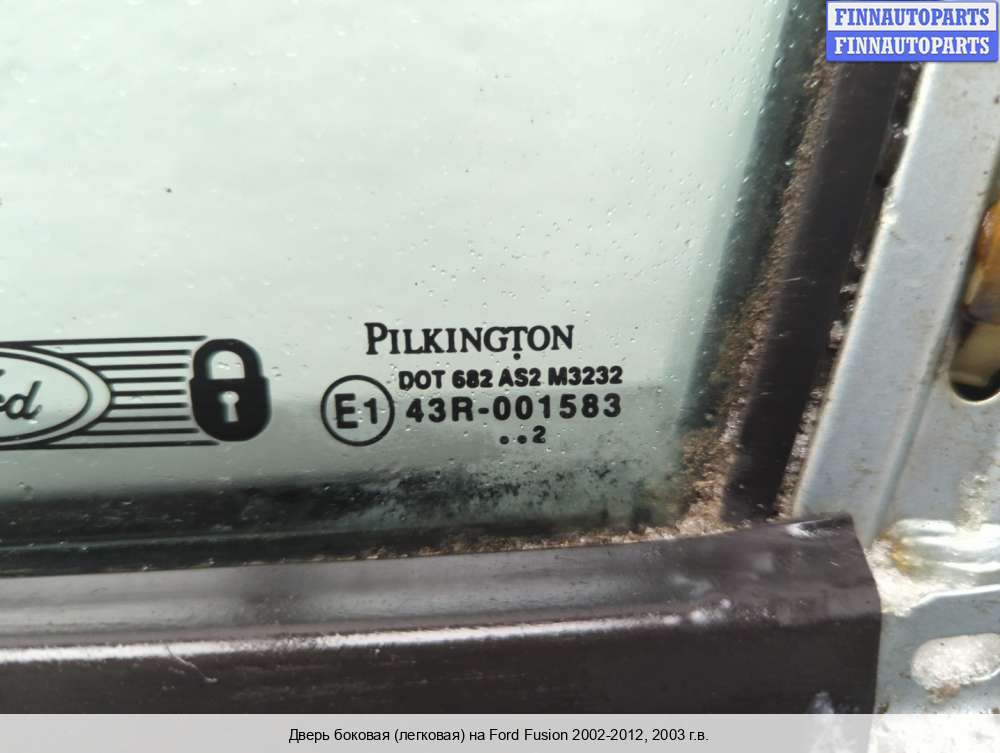 FINNAUTOPARTS
FINNAUTOPARTS
PILKINGTON
DOT 682 AS2 M3232
E1 43R-001583
..2
Дверь боковая (легковая) на Ford Fusion 2002-2012, 2003 г.в.